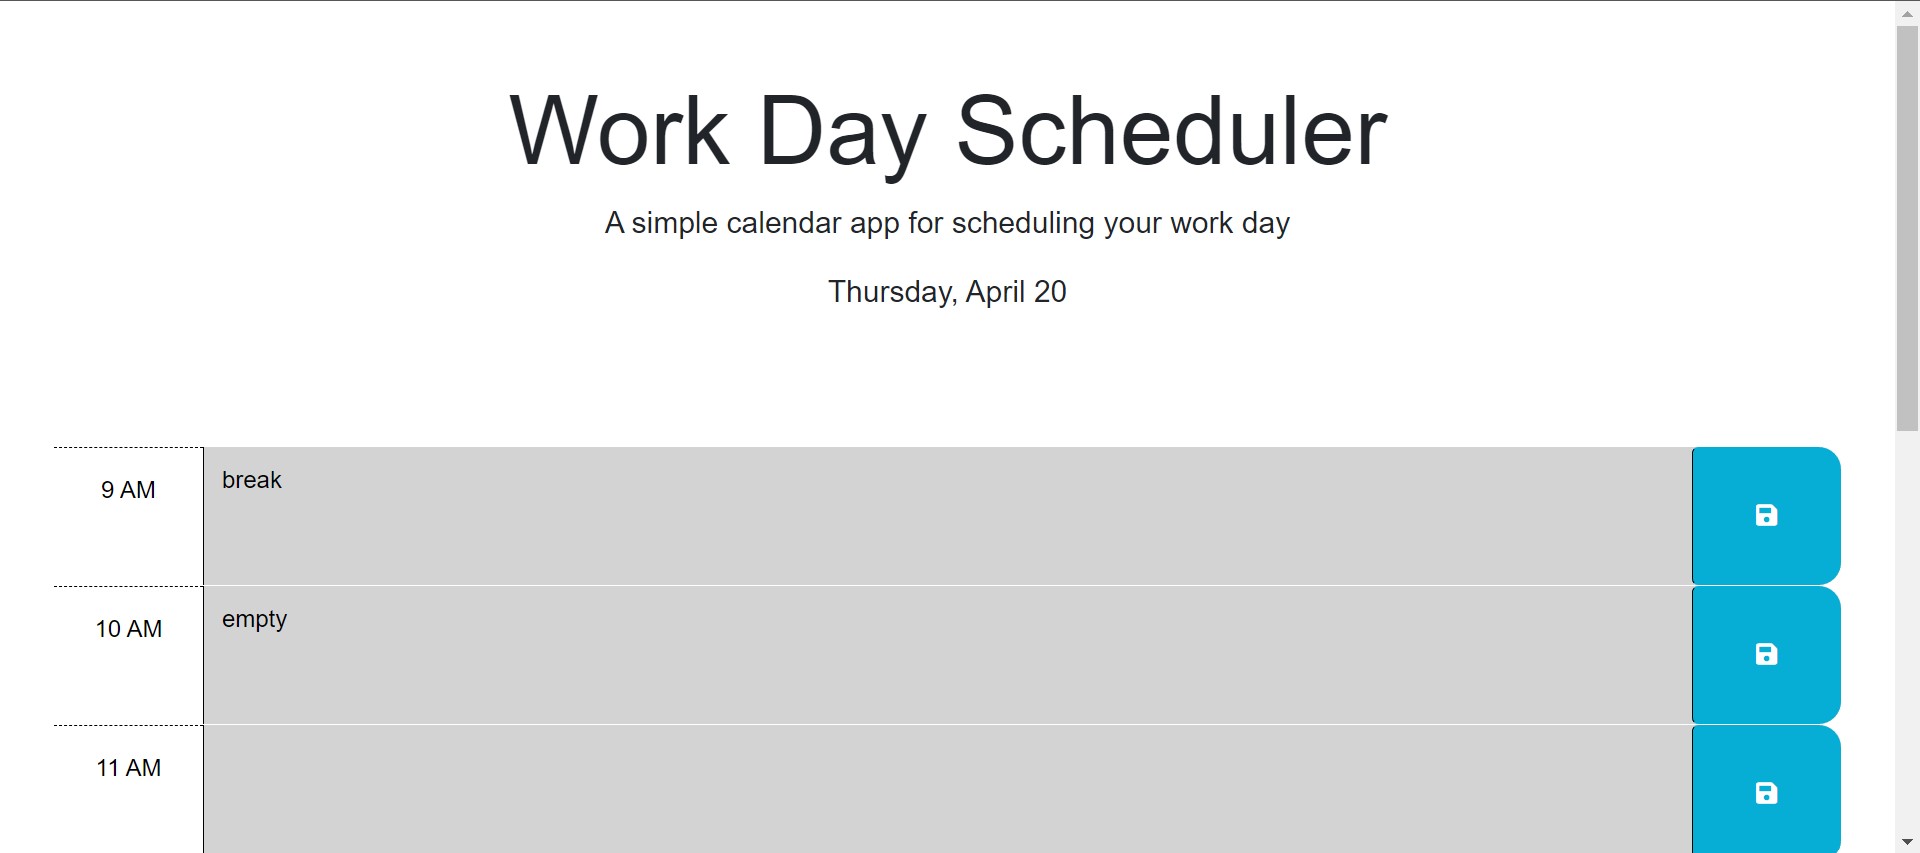 Work Day Scheduler
A simple calendar app for scheduling your work day
Thursday, April 20
9 AM
break
10 AM
empty
11 AM